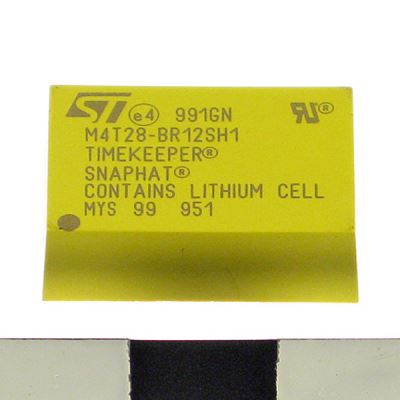 ST e4 991GN
M4T28-BR12SH1
TIMEKEEPER®
SNAPHAT®
CONTAINS LITHIUM CELL
MYS 99 951